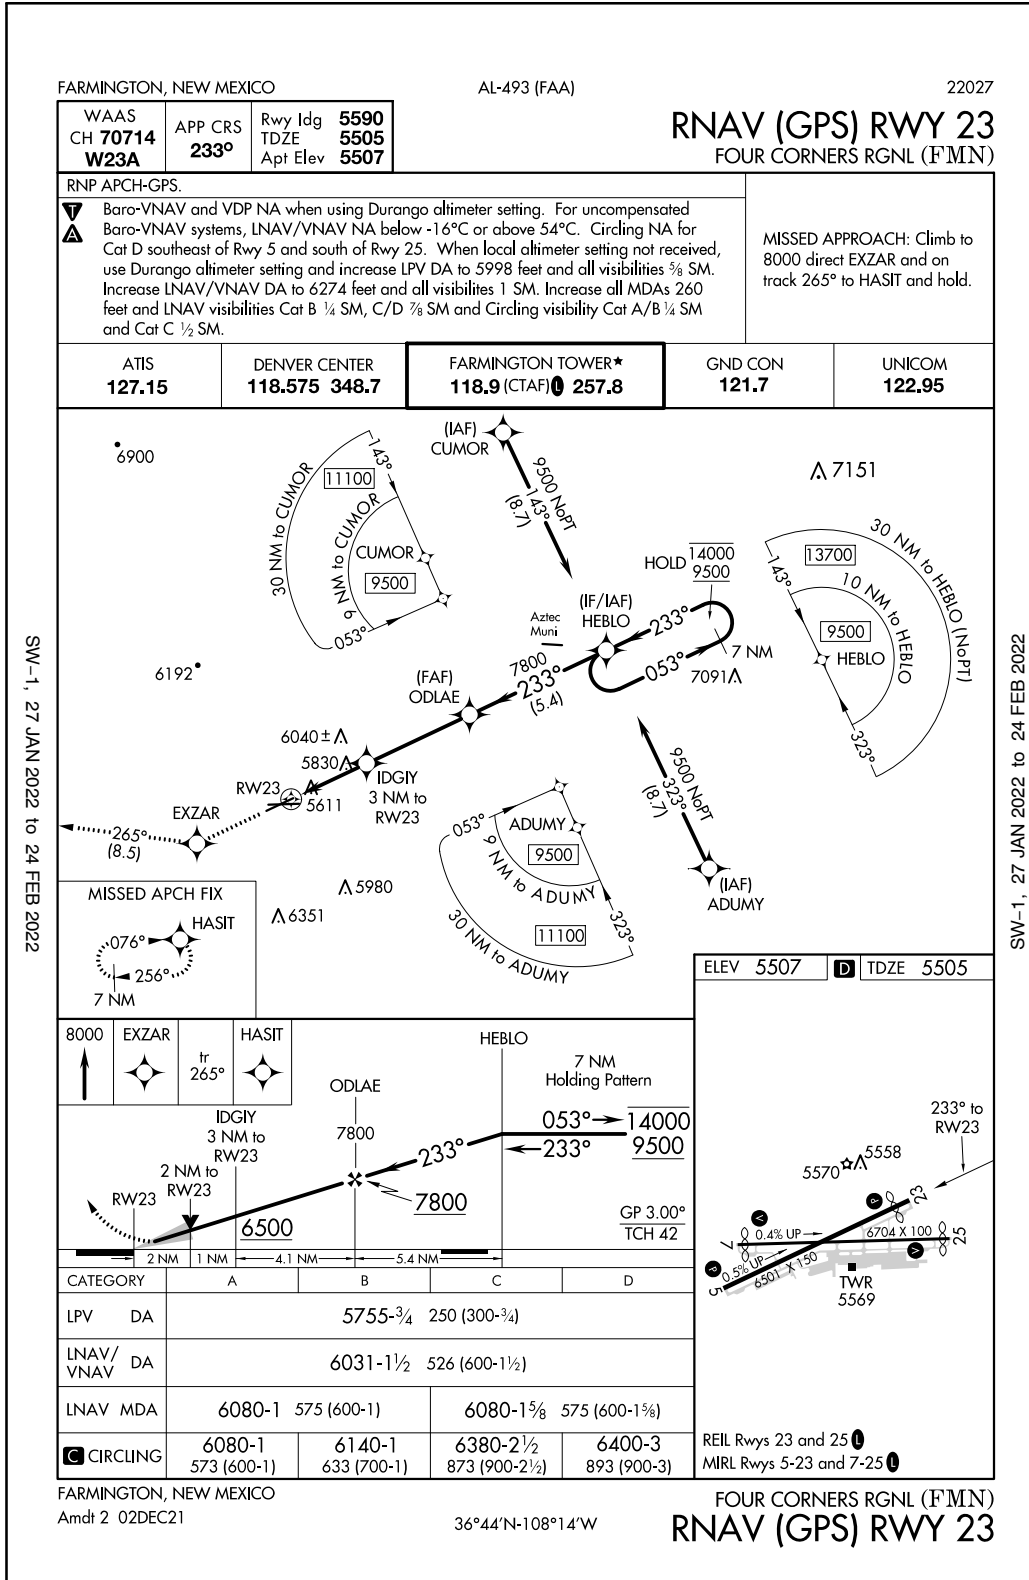 FARMINGTON, NEW MEXICO
AL-493 (FAA)
22027
WAAS
CH 70714
W23A
APP CRS
233°
Rwy ldg 5590
TDZE 5505
Apt Elev 5507
RNAV (GPS) RWY 23
FOUR CORNERS RGNL (FMN)
RNP APCH-GPS.
T
A
Baro-VNAV and VDP NA when using Durango altimeter setting. For uncompensated
Baro-VNAV systems, LNAV/VNAV NA below -16°C or above 54°C. Circling NA for
Cat D southeast of Rwy 5 and south of Rwy 25. When local altimeter setting not received,
use Durango altimeter setting and increase LPV DA to 5998 feet and all visibilities ⅝ SM.
Increase LNAV/VNAV DA to 6274 feet and all visibilites 1 SM. Increase all MDAs 260
feet and LNAV visibilities Cat B ¼ SM, C/D ⅞ SM and Circling visibility Cat A/B ¼ SM
and Cat C ½ SM.
MISSED APPROACH: Climb to
8000 direct EXZAR and on
track 265° to HASIT and hold.
ATIS
127.15
DENVER CENTER
118.575 348.7
FARMINGTON TOWER★
118.9 (CTAF) L 257.8
GND CON
121.7
UNICOM
122.95
6900
30 NM to CUMOR
143°
11100
9 NM to CUMOR
CUMOR
9500
053°
(IAF)
CUMOR
9500 NoPT
143°
(8.7)
7151
HOLD 14000
9500
30 NM to HEBLO (NoPT)
13700
143°
10 NM to HEBLO
9500
HEBLO
323°
(IF/IAF)
HEBLO
Aztec
Muni
233°
053°
7 NM
7091
6192
(FAF)
ODLAE
7800
233°
(5.4)
6040±
5830
IDGIY
3 NM to
RW23
RW23
5611
EXZAR
265°
(8.5)
9500 NoPT
323°
(8.7)
(IAF)
ADUMY
053°
ADUMY
9500
9 NM to ADUMY
11100
323°
30 NM to ADUMY
5980
6351
MISSED APCH FIX
HASIT
076°
256°
7 NM
SW-1, 27 JAN 2022 to 24 FEB 2022
SW-1, 27 JAN 2022 to 24 FEB 2022
ELEV 5507
D
TDZE 5505
233° to
RW23
5558
5570
P
23
V
0.4% UP
6704 X 100
7
25
V
P
0.5% UP
6501 X 150
5
TWR
5569
REIL Rwys 23 and 25 L
MIRL Rwys 5-23 and 7-25 L
8000
EXZAR
tr
265°
HASIT
HEBLO
7 NM
Holding Pattern
ODLAE
7800
IDGIY
3 NM to
RW23
2 NM to
RW23
RW23
053°
14000
233°
9500
233°
7800
6500
GP 3.00°
TCH 42
2 NM
1 NM
4.1 NM
5.4 NM
CATEGORY A B C D
LPV DA 5755-¾ 250 (300-¾)
LNAV/
VNAV DA 6031-1½ 526 (600-1½)
LNAV MDA 6080-1 575 (600-1) 6080-1⅝ 575 (600-1⅝)
C CIRCLING 6080-1 6140-1 6380-2½ 6400-3
573 (600-1) 633 (700-1) 873 (900-2½) 893 (900-3)
FARMINGTON, NEW MEXICO
Amdt 2 02DEC21
36°44'N-108°14'W
FOUR CORNERS RGNL (FMN)
RNAV (GPS) RWY 23